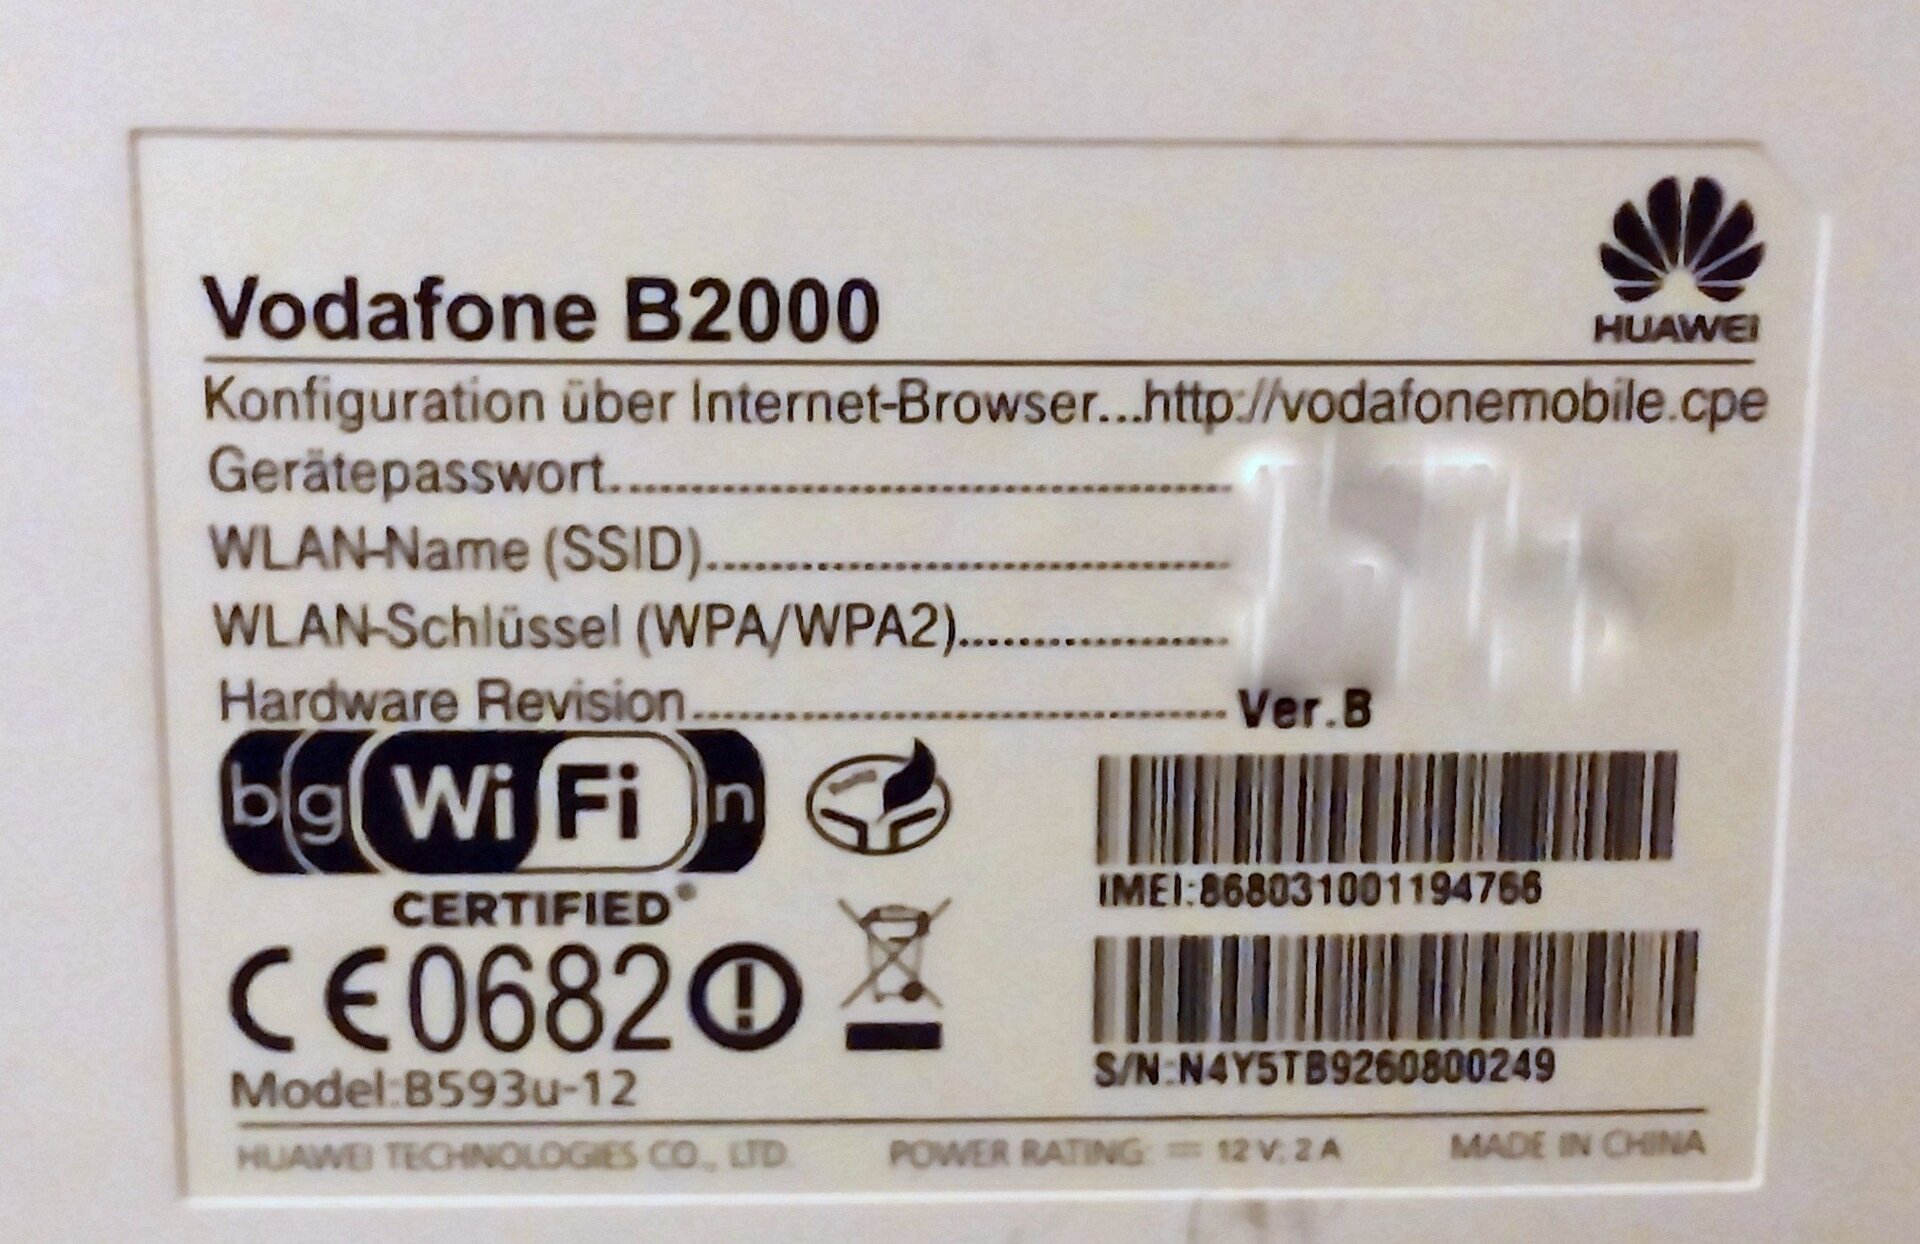 HUAWEI
Vodafone B2000
Konfiguration über Internet-Browser...http://vodafonemobile.cpe
Gerätepasswort........................................
WLAN-Name (SSID)..................................
WLAN-Schlüssel (WPA/WPA2).................
Hardware Revision................................... Ver.B
b g Wi Fi n
CERTIFIED
IMEI:868031001194766
CE0682
S/N:N4Y5TB9260800249
Model:B593u-12
HUAWEI TECHNOLOGIES CO., LTD. POWER RATING: ⎓ 12 V; 2 A MADE IN CHINA